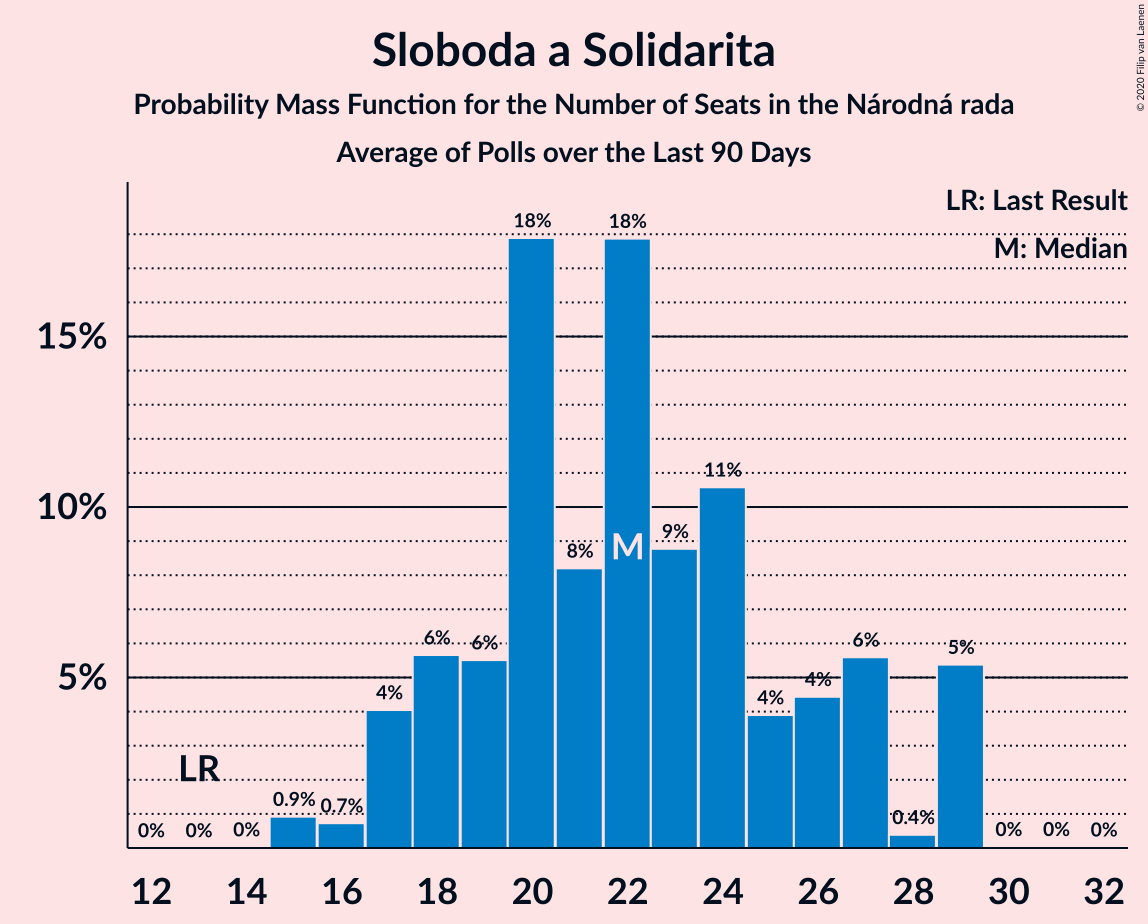 Sloboda a Solidarita
Probability Mass Function for the Number of Seats in the Národná rada
Average of Polls over the Last 90 Days
© 2020 Filip van Laenen
LR: Last Result
M: Median
15%
10%
5%
0%
0%
0%
0.9%
0.7%
4%
6%
6%
18%
8%
18%
9%
11%
4%
4%
6%
0.4%
5%
0%
0%
0%
LR
M
12 14 16 18 20 22 24 26 28 30 32